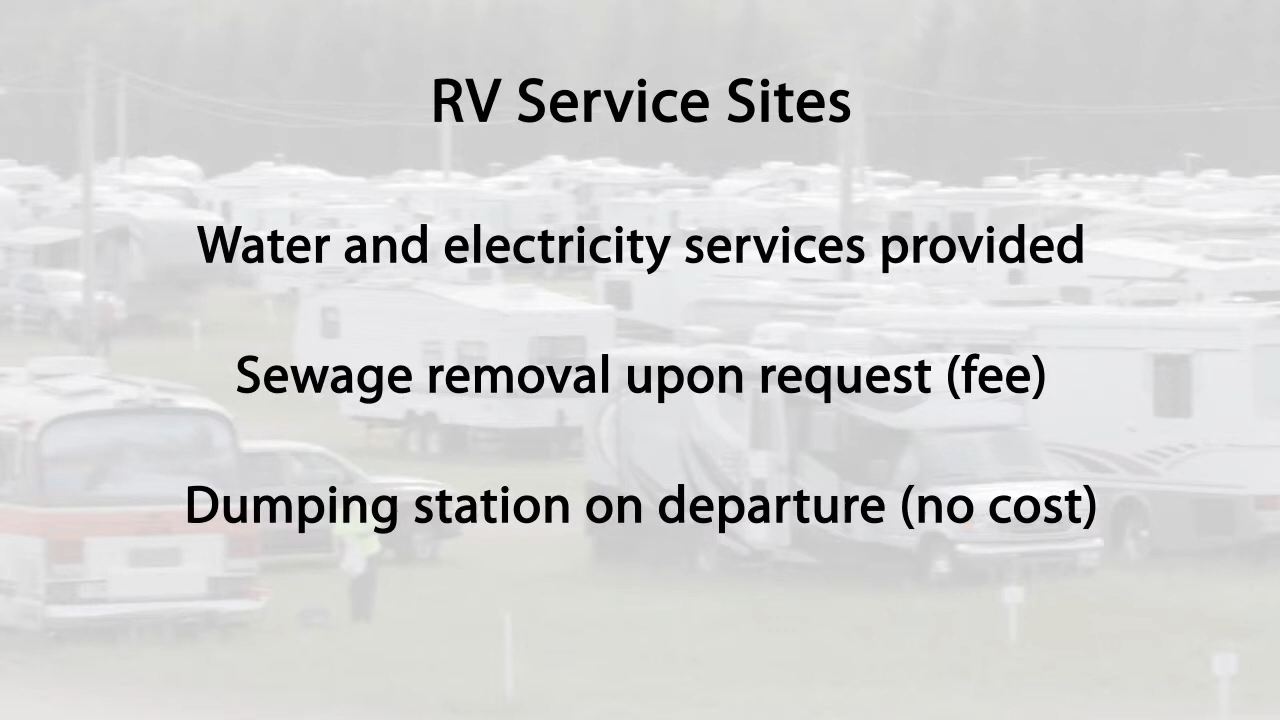 RV Service Sites
Water and electricity services provided
Sewage removal upon request (fee)
Dumping station on departure (no cost)